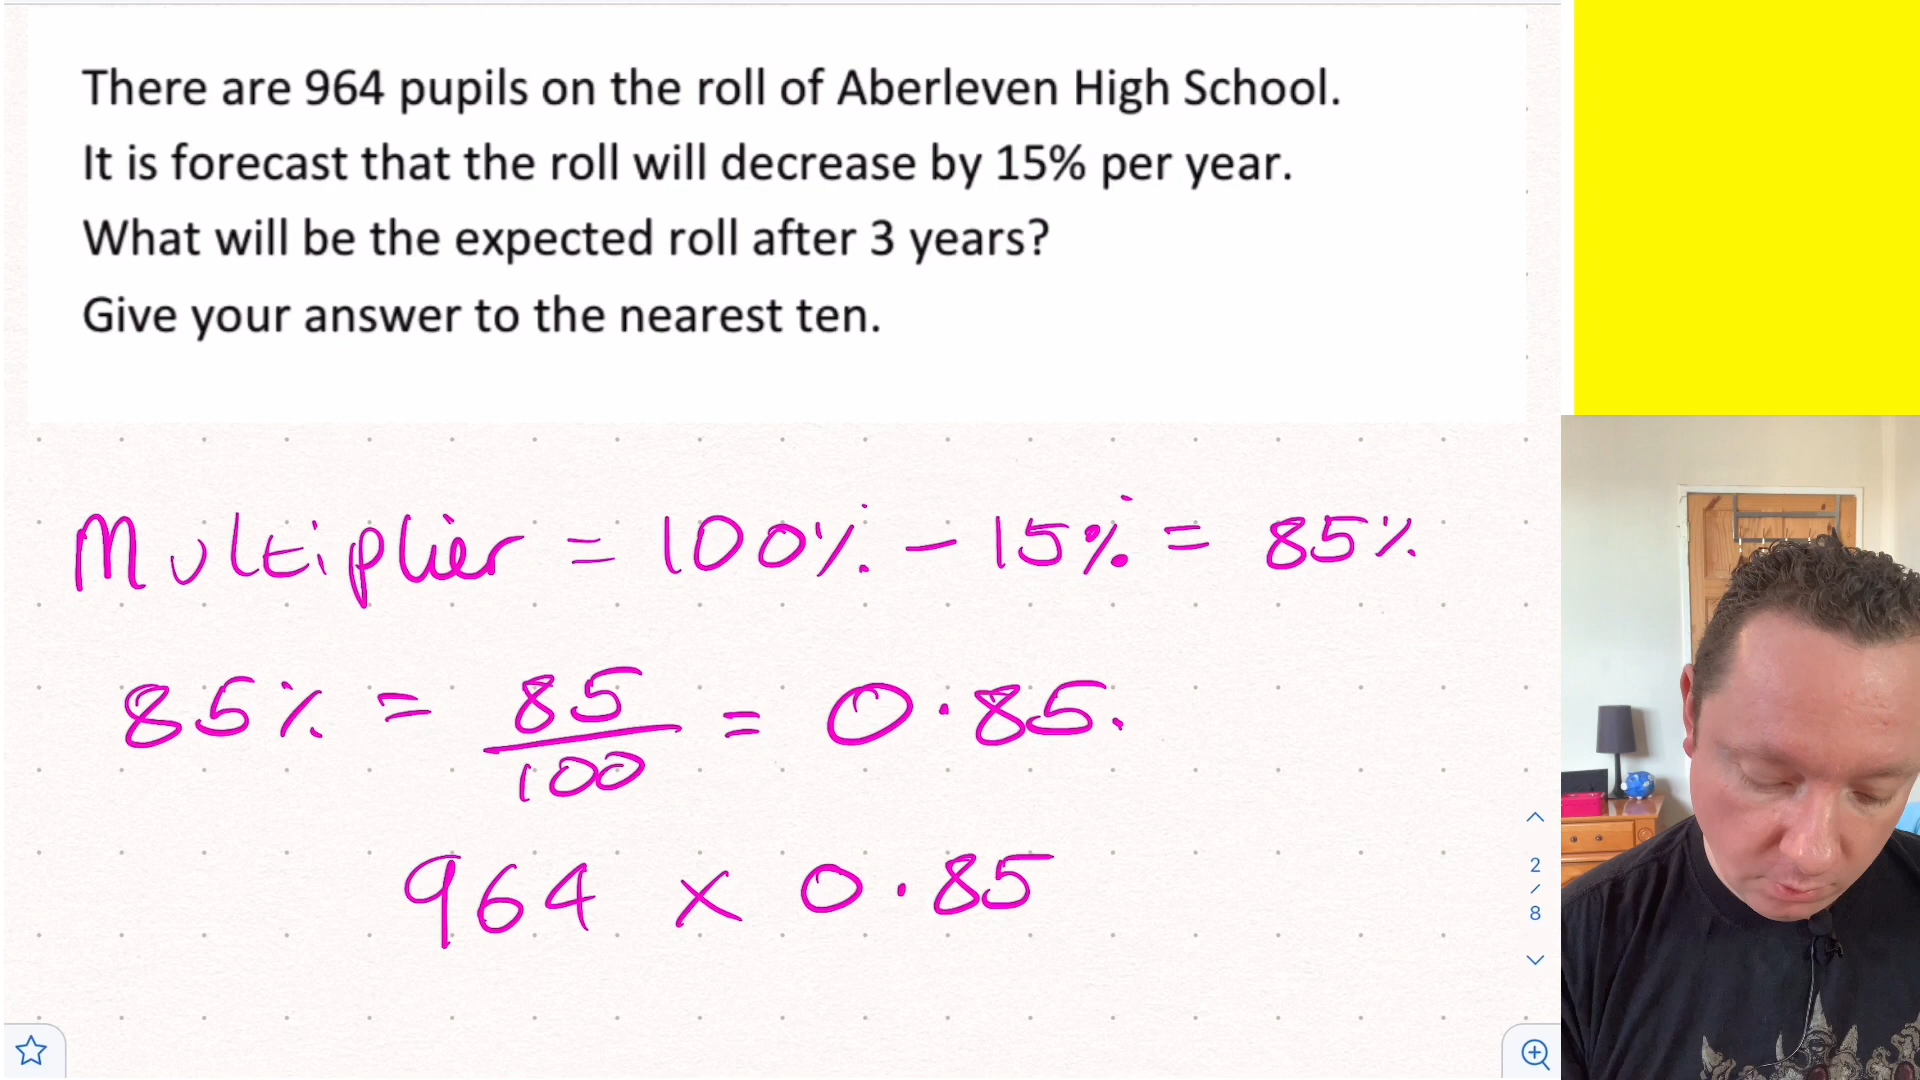 There are 964 pupils on the roll of Aberleven High School.
It is forecast that the roll will decrease by 15% per year.
What will be the expected roll after 3 years?
Give your answer to the nearest ten.
Multiplier = 100% - 15% = 85%
85% = 85/100 = 0.85.
964 x 0.85
2/8